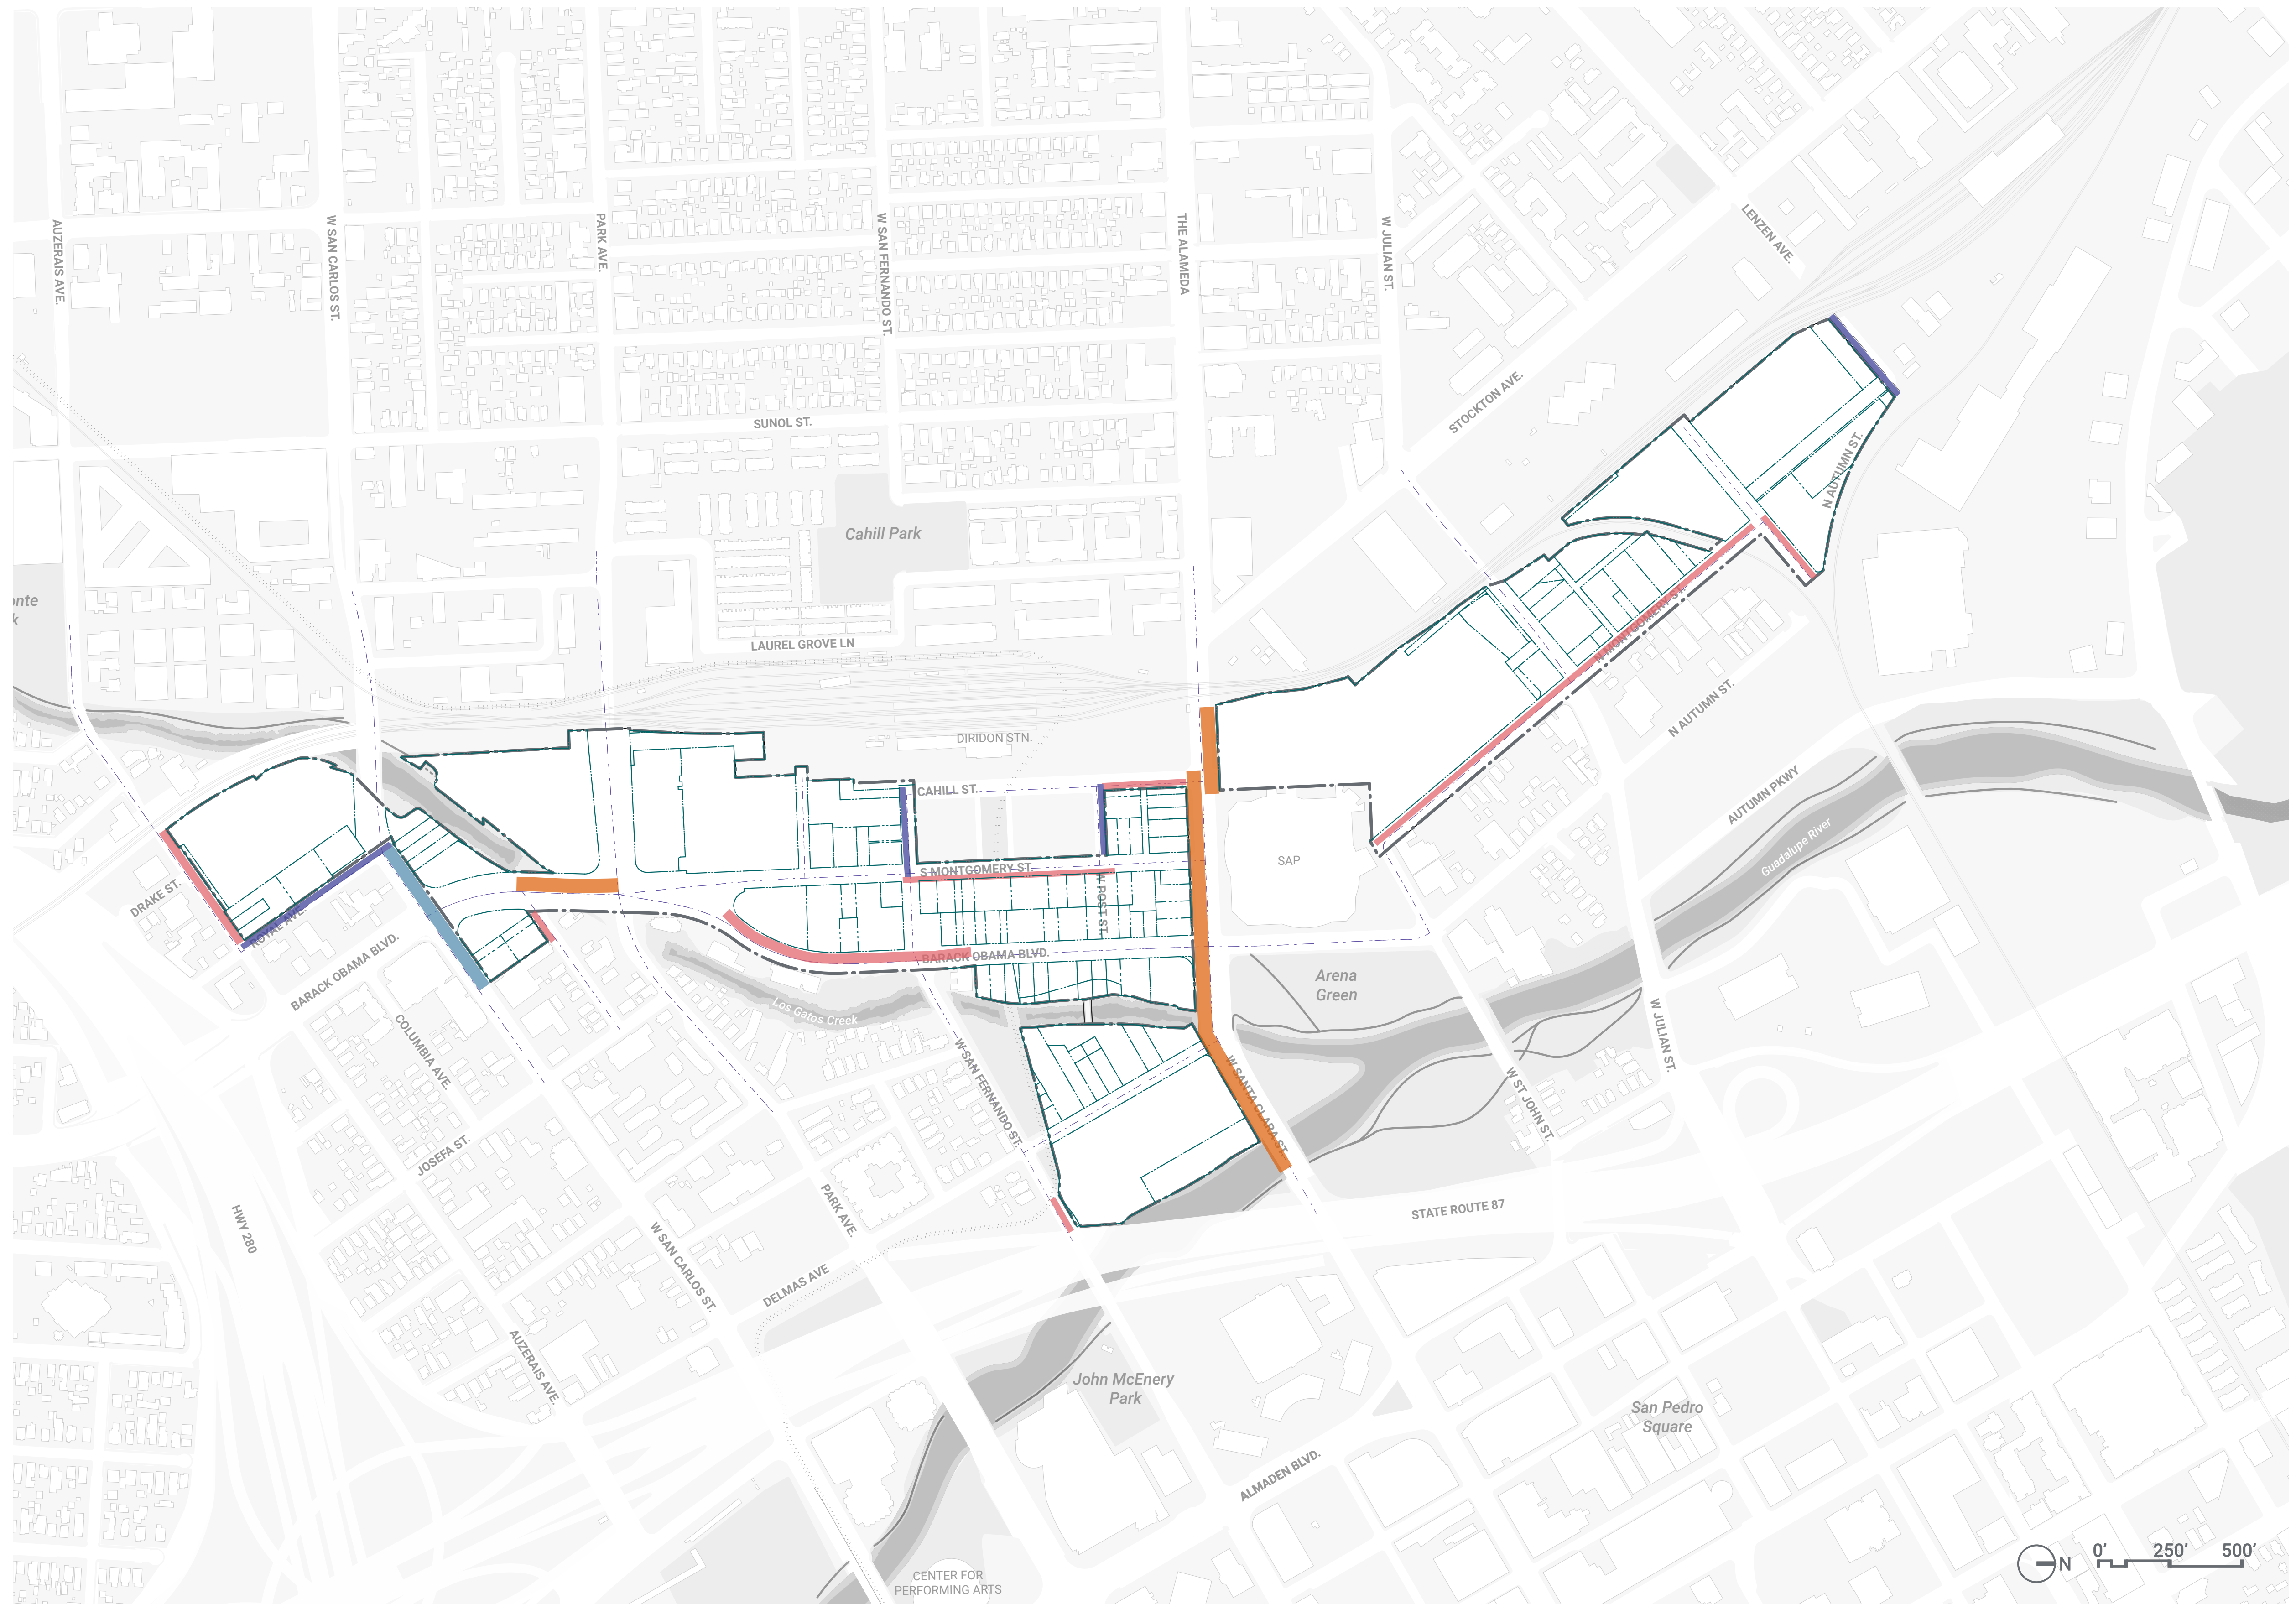 AUZERAIS AVE.
W SAN CARLOS ST.
PARK AVE.
W SAN FERNANDO ST.
THE ALAMEDA
W JULIAN ST.
LENZEN AVE.
STOCKTON AVE.
SUNOL ST.
N AUTUMN ST.
Cahill Park
onte
k
LAUREL GROVE LN
N MONTGOMERY ST.
N AUTUMN ST.
DIRIDON STN.
CAHILL ST.
AUTUMN PKWY
Guadalupe River
SAP
S MONTGOMERY ST.
W POST ST.
DRAKE ST.
ROYAL AVE.
BARACK OBAMA BLVD.
BARACK OBAMA BLVD.
Arena
Green
Los Gatos Creek
COLUMBIA AVE.
W SAN FERNANDO ST.
W SANTA CLARA ST.
W ST JOHN ST.
W JULIAN ST.
JOSEFA ST.
HWY 280
PARK AVE.
W SAN CARLOS ST.
STATE ROUTE 87
DELMAS AVE
AUZERAIS AVE.
John McEnery
Park
San Pedro
Square
ALMADEN BLVD.
CENTER FOR
PERFORMING ARTS
N
0' 250' 500'